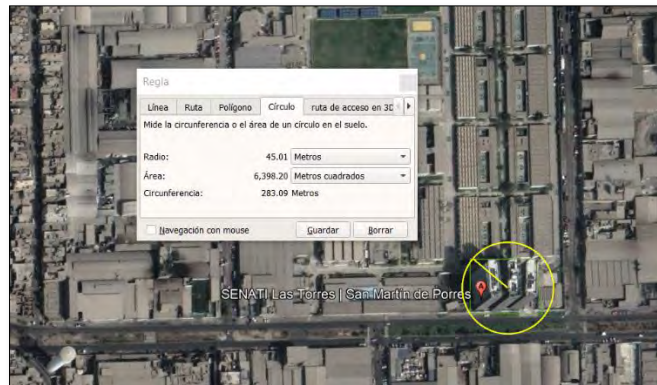 Regla
Línea Ruta Polígono Círculo ruta de acceso en 3D
Mide la circunferencia o el área de un círculo en el suelo.
Radio: 45.01 Metros
Área: 6,398.20 Metros cuadrados
Circunferencia: 283.09 Metros
Navegación con mouse Guardar Borrar
SENATI Las Torres | San Martín de Porres
A